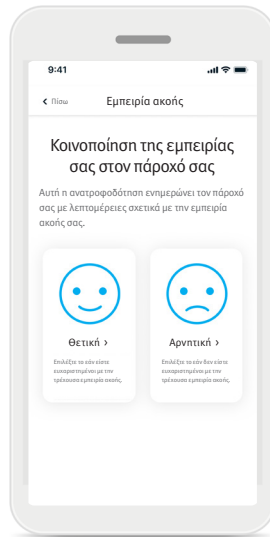 9:41
Πίσω
Εμπειρία ακοής
Κοινοποίηση της εμπειρίας
σας στον πάροχό σας
Αυτή η ανατροφοδότηση ενημερώνει τον πάροχό
σας με λεπτομέρειες σχετικά με την εμπειρία
ακοής σας.
Θετική
Επιλέξτε το εάν είστε
ευχαριστημένοι με την
τρέχουσα εμπειρία ακοής.
Αρνητική
Επιλέξτε το εάν δεν είστε
ευχαριστημένοι με την
τρέχουσα εμπειρία ακοής.